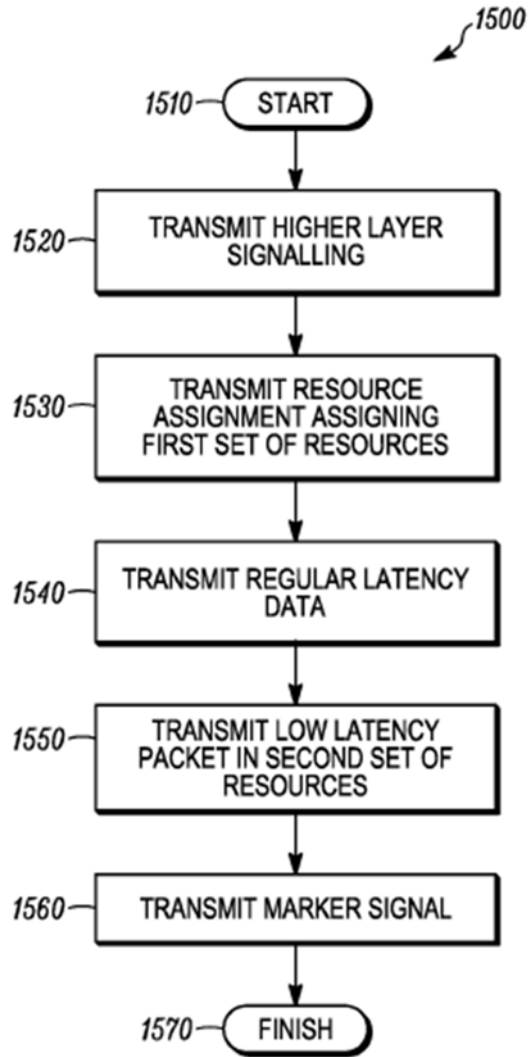 1500
1510
START
1520
TRANSMIT HIGHER LAYER
SIGNALLING
1530
TRANSMIT RESOURCE
ASSIGNMENT ASSIGNING
FIRST SET OF RESOURCES
1540
TRANSMIT REGULAR LATENCY
DATA
1550
TRANSMIT LOW LATENCY
PACKET IN SECOND SET OF
RESOURCES
1560
TRANSMIT MARKER SIGNAL
1570
FINISH